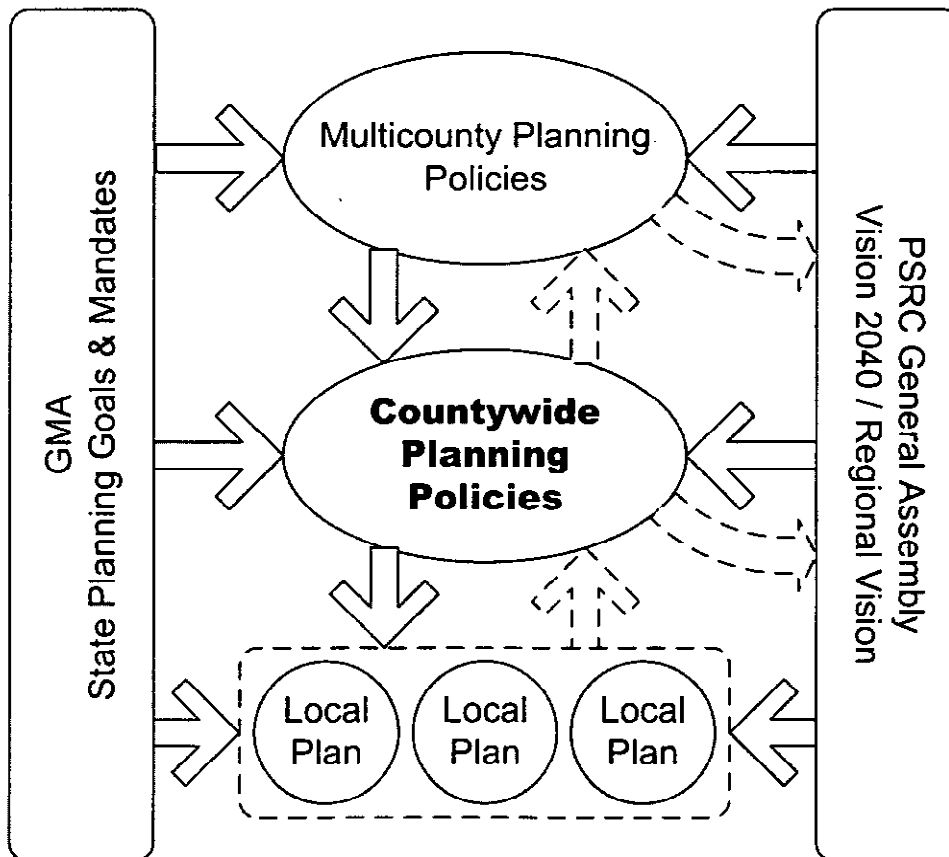 GMA
State Planning Goals & Mandates
Multicounty Planning
Policies
Countywide
Planning
Policies
Local
Plan
Local
Plan
Local
Plan
PSRC General Assembly
Vision 2040 / Regional Vision